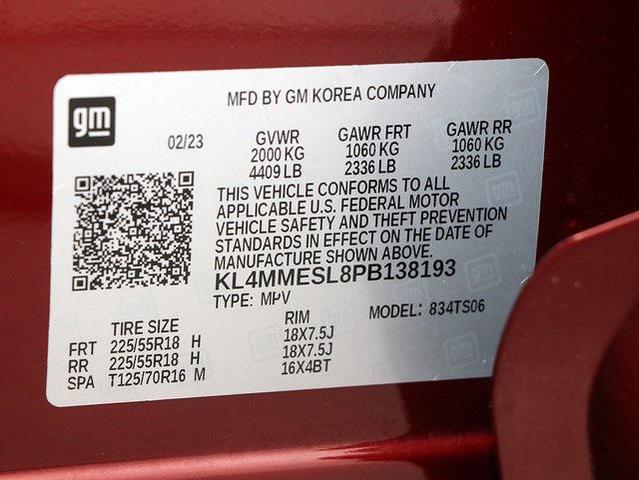 gm
MFD BY GM KOREA COMPANY
02/23
GVWR GAWR FRT GAWR RR
2000 KG 1060 KG 1060 KG
4409 LB 2336 LB 2336 LB
THIS VEHICLE CONFORMS TO ALL
APPLICABLE U.S. FEDERAL MOTOR
VEHICLE SAFETY AND THEFT PREVENTION
STANDARDS IN EFFECT ON THE DATE OF
MANUFACTURE SHOWN ABOVE.
KL4MMESL8PB138193
TYPE: MPV MODEL: 834TS06
TIRE SIZE RIM
FRT 225/55R18 H 18X7.5J
RR 225/55R18 H 18X7.5J
SPA T125/70R16 M 16X4BT